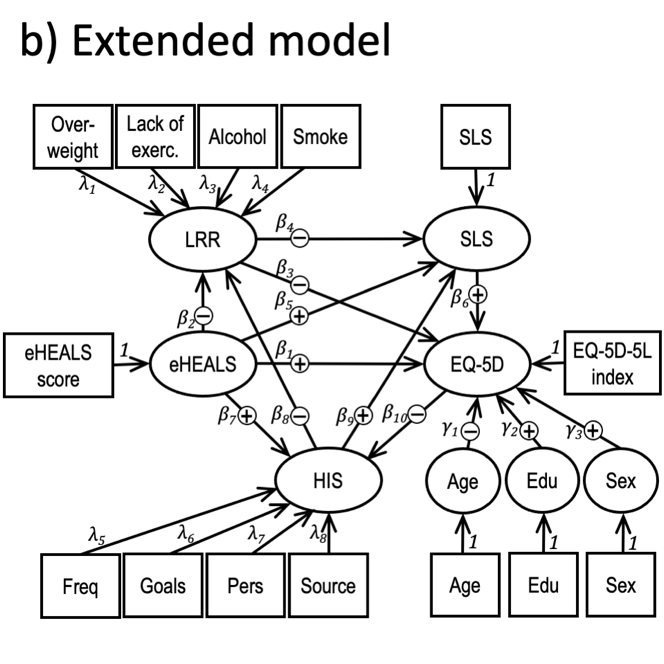 b) Extended model
Over-
weight
Lack of
exerc.
Alcohol
Smoke
SLS
λ1
λ2
λ3
λ4
1
LRR
β4
−
SLS
β3
−
β5
+
β6
+
β2
−
eHEALS
score
1
eHEALS
β1
+
EQ-5D
1
EQ-5D-5L
index
β7
+
β8
−
β9
+
β10
−
γ1
−
γ2
+
γ3
+
HIS
Age
Edu
Sex
λ5
λ6
λ7
λ8
1
1
1
Freq
Goals
Pers
Source
Age
Edu
Sex